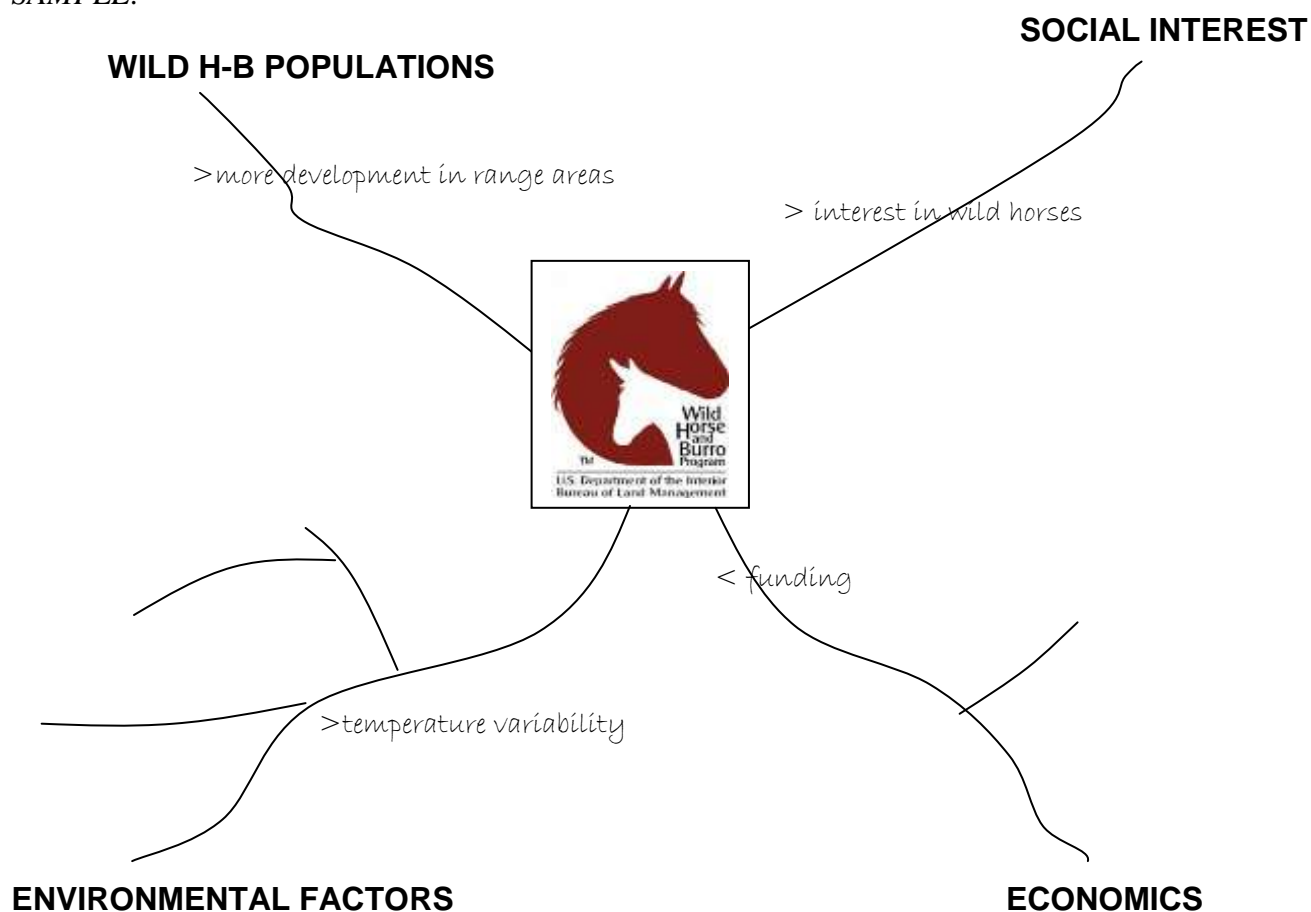 SAMPLE:
SOCIAL INTEREST
WILD H-B POPULATIONS
>more development in range areas
> interest in wild horses
Wild
Horse
and
Burro
Program
TM
U.S. Department of the Interior
Bureau of Land Management
< funding
>temperature variability
ENVIRONMENTAL FACTORS
ECONOMICS